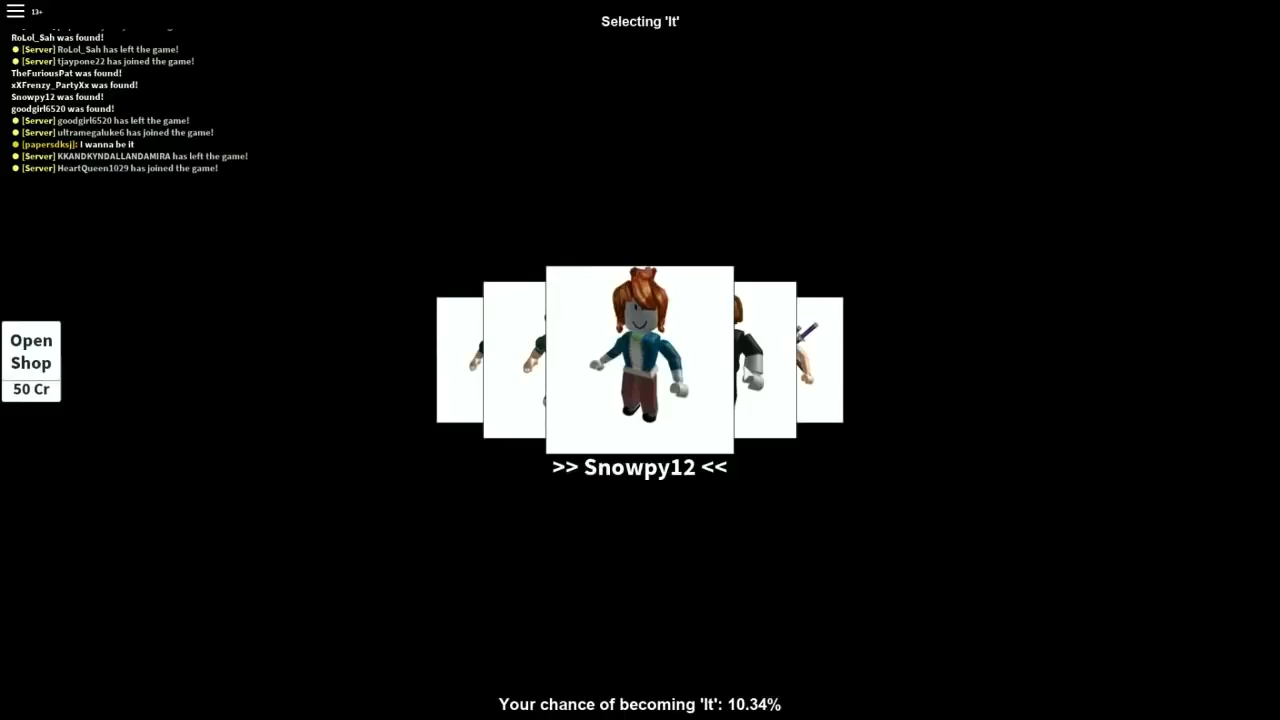 13+
Selecting 'It'
RoLol_Sah was found!
[Server] RoLol_Sah has left the game!
[Server] tjaypone22 has joined the game!
TheFuriousPat was found!
xXFrenzy_PartyXx was found!
Snowpy12 was found!
goodgirl6520 was found!
[Server] goodgirl6520 has left the game!
[Server] ultramegaluke6 has joined the game!
[papersdksj]: I wanna be it
[Server] KKANDKYNDALLANDAMIRA has left the game!
[Server] HeartQueen1029 has joined the game!
Open
Shop
50 Cr
>> Snowpy12 <<
Your chance of becoming 'It': 10.34%